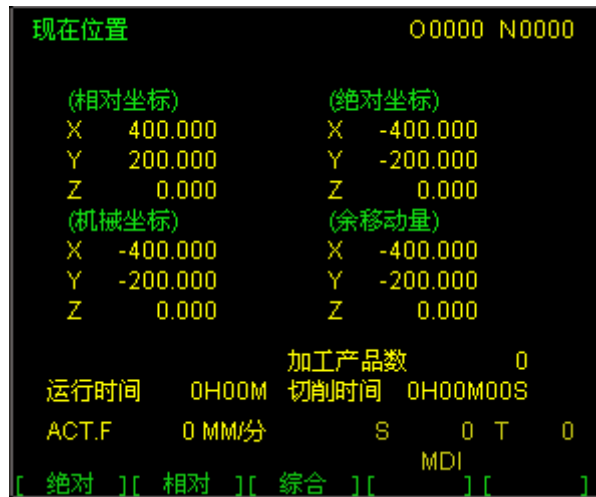 现在位置 O0000 N0000
(相对坐标) (绝对坐标)
X 400.000 X -400.000
Y 200.000 Y -200.000
Z 0.000 Z 0.000
(机械坐标) (余移动量)
X -400.000 X -400.000
Y -200.000 Y -200.000
Z 0.000 Z 0.000
加工产品数 0
运行时间 0H00M 切削时间 0H00M00S
ACT.F 0 MM/分 S 0 T 0
MDI
[ 绝对 ][ 相对 ][ 综合 ][ ][ ]